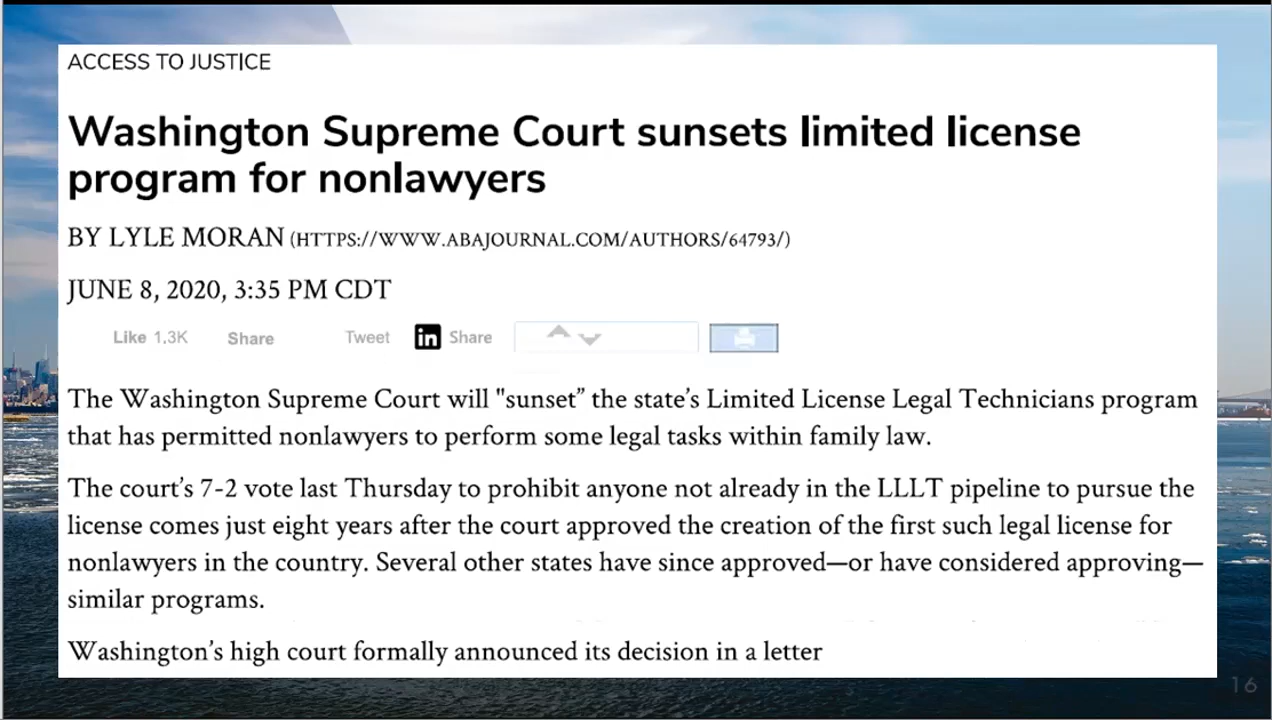 ACCESS TO JUSTICE
Washington Supreme Court sunsets limited license
program for nonlawyers
BY LYLE MORAN (HTTPS://WWW.ABAJOURNAL.COM/AUTHORS/64793/)
JUNE 8, 2020, 3:35 PM CDT
Like 1.3K Share Tweet in Share
The Washington Supreme Court will "sunset” the state’s Limited License Legal Technicians program
that has permitted nonlawyers to perform some legal tasks within family law.
The court’s 7-2 vote last Thursday to prohibit anyone not already in the LLLT pipeline to pursue the
license comes just eight years after the court approved the creation of the first such legal license for
nonlawyers in the country. Several other states have since approved—or have considered approving—
similar programs.
Washington’s high court formally announced its decision in a letter
16